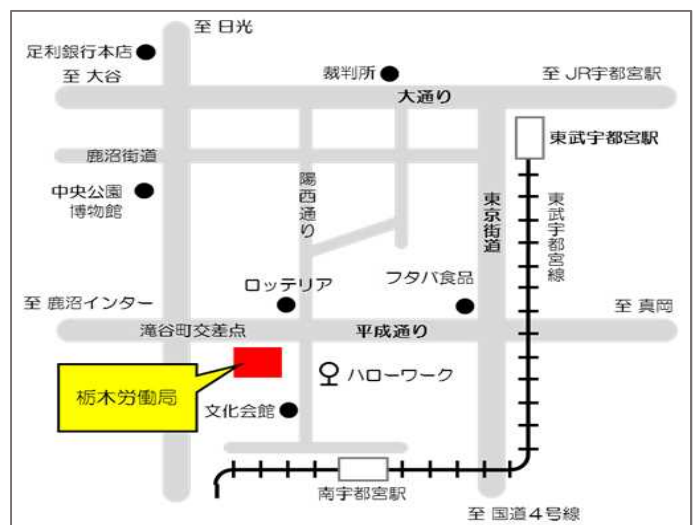 至 日光
足利銀行本店
至 大谷
裁判所
至 JR宇都宮駅
大通り
東武宇都宮駅
鹿沼街道
中央公園
博物館
陽西通り
東京街道
東武宇都宮線
ロッテリア
フタバ食品
至 鹿沼インター
至 真岡
滝谷町交差点
平成通り
栃木労働局
ハローワーク
文化会館
南宇都宮駅
至 国道4号線